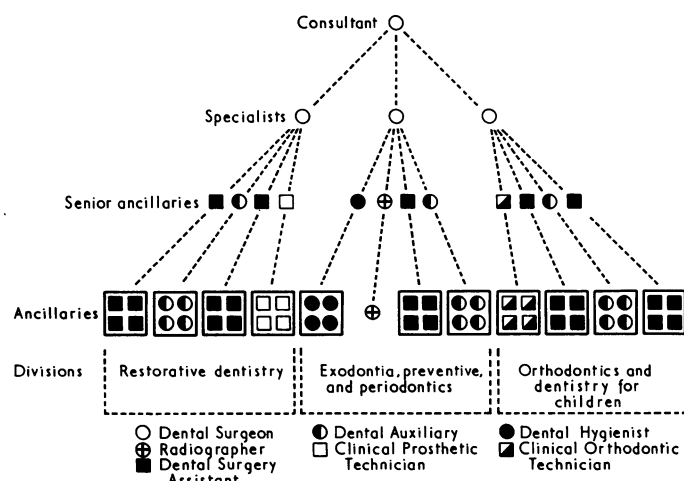 Consultant
Specialists
Senior ancillaries
Ancillaries
Divisions
Restorative dentistry
Exodontia, preventive,
and periodontics
Orthodontics and
dentistry for
children
Dental Surgeon
Radiographer
Dental Surgery
Assistant
Dental Auxiliary
Clinical Prosthetic
Technician
Dental Hygienist
Clinical Orthodontic
Technician